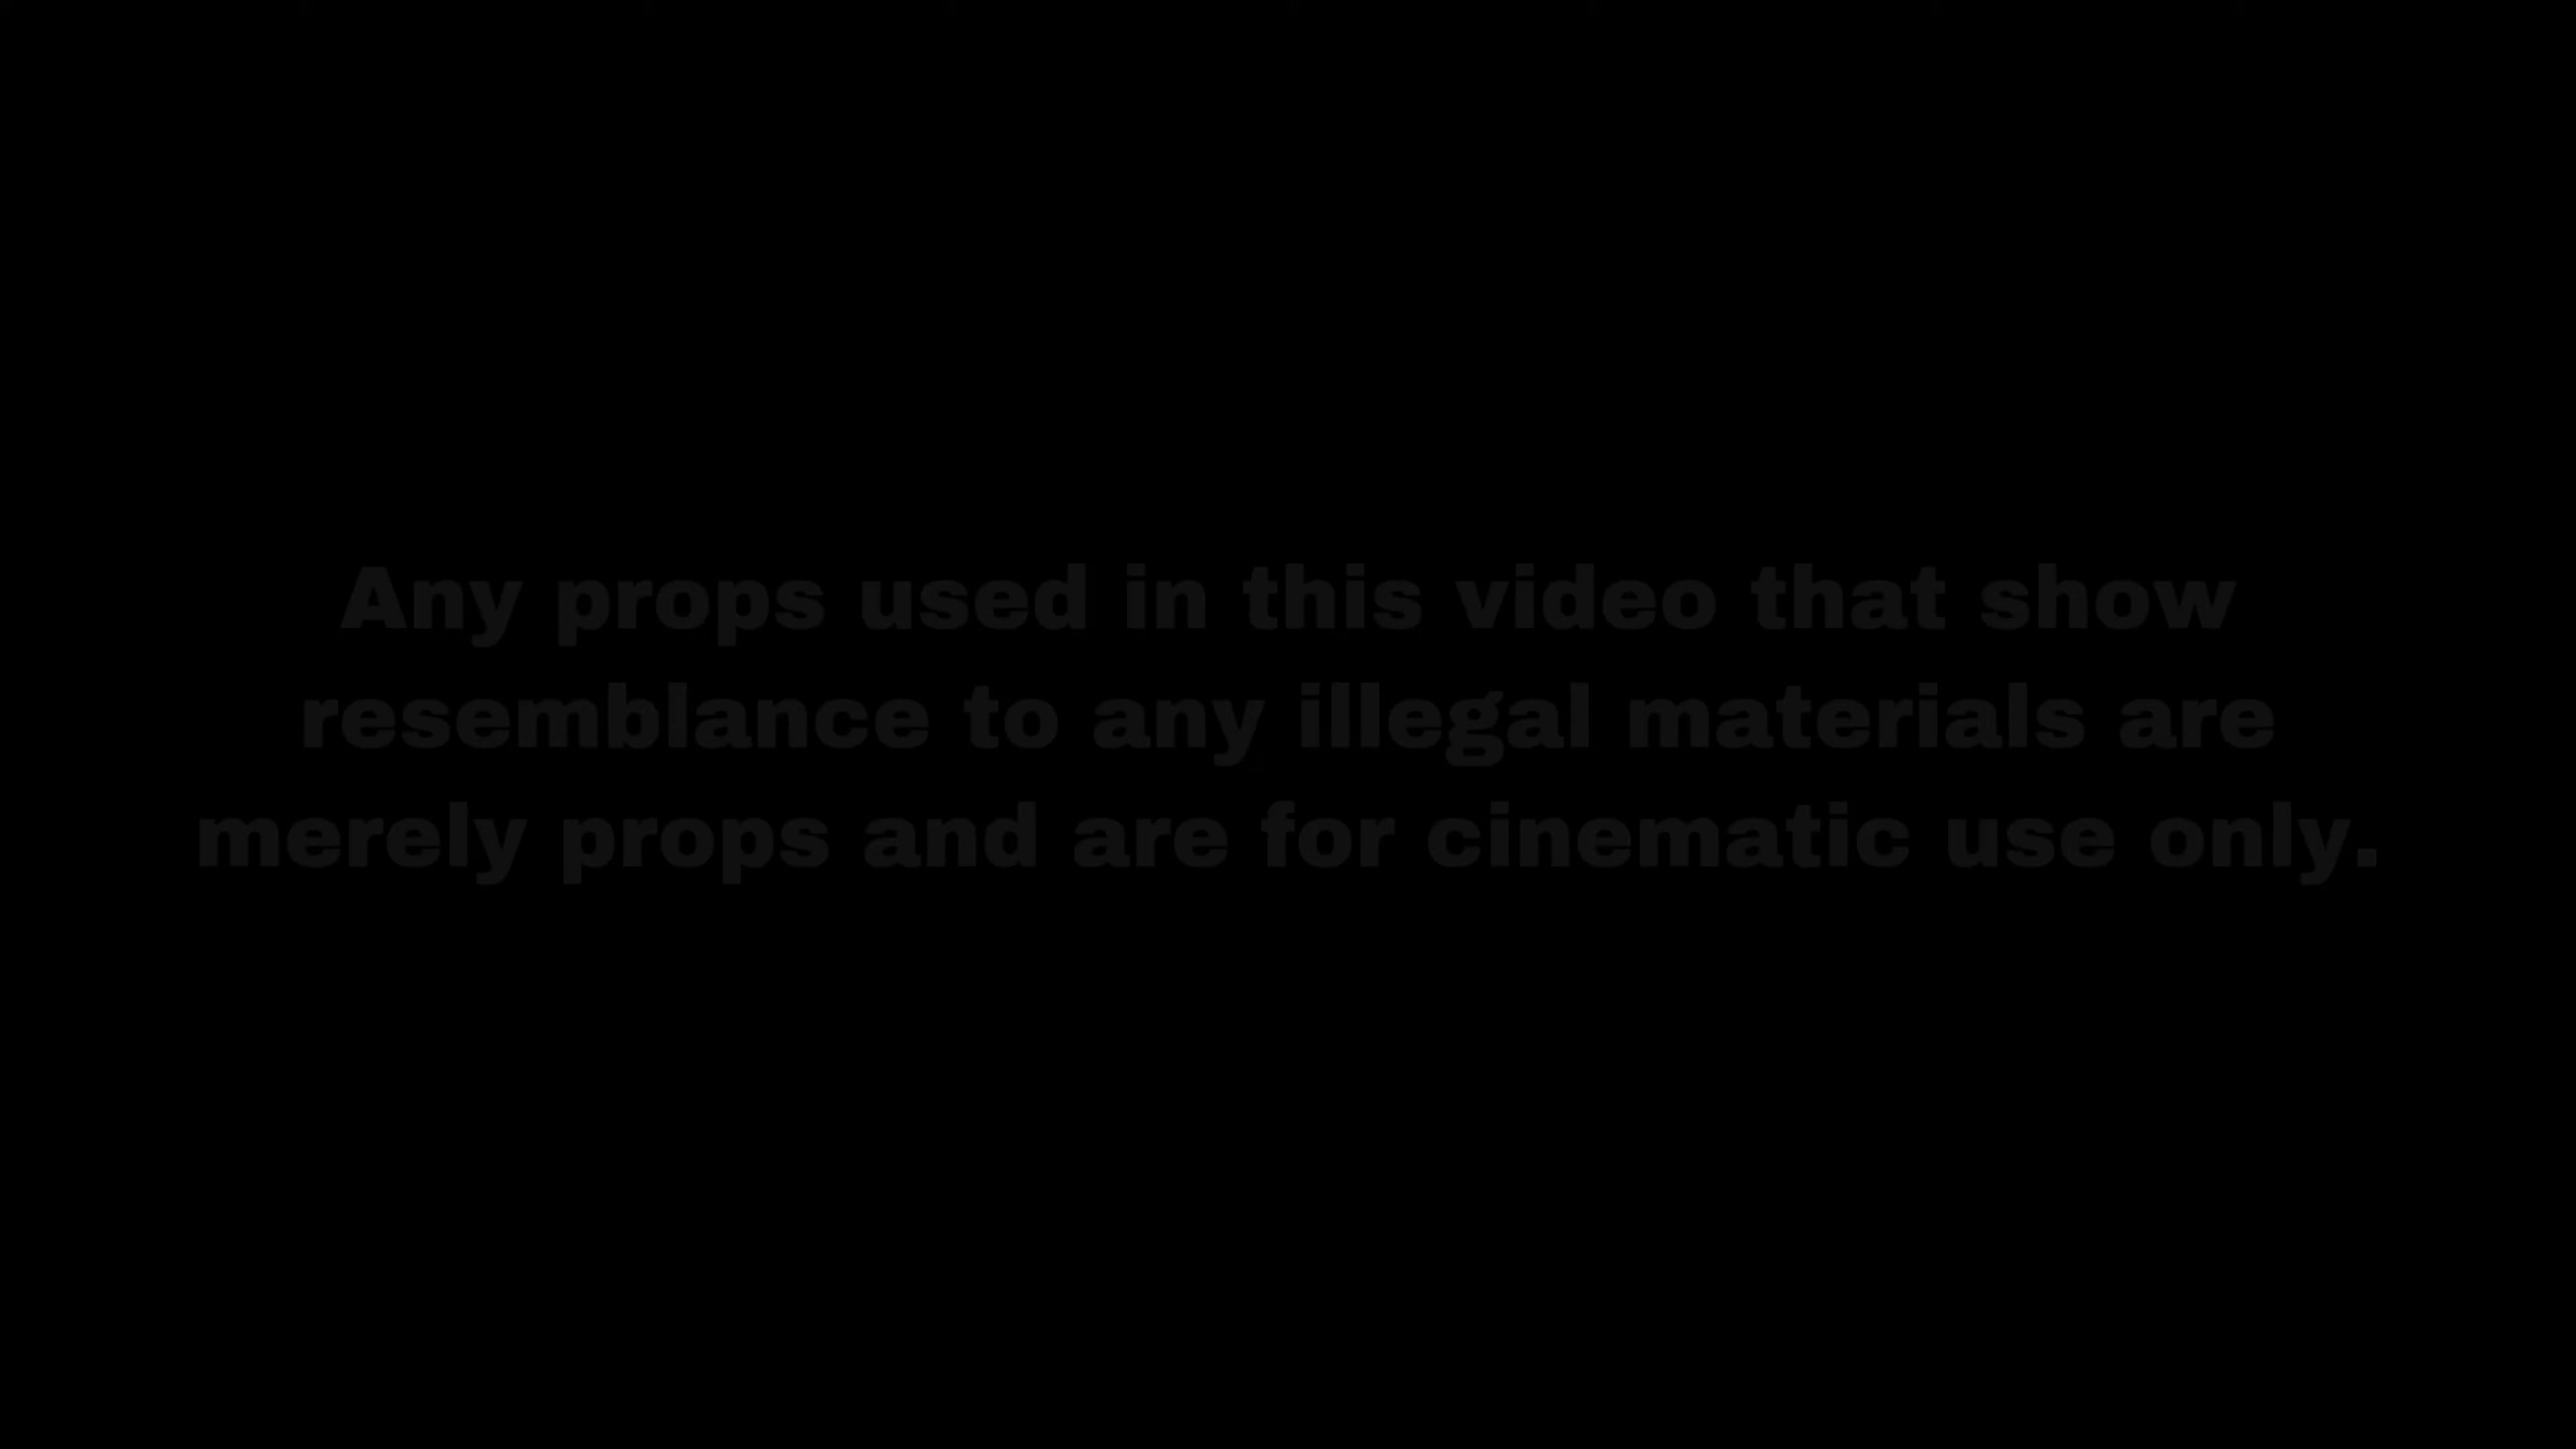 Any props used in this video that show
resemblance to any illegal materials are
merely props and are for cinematic use only.